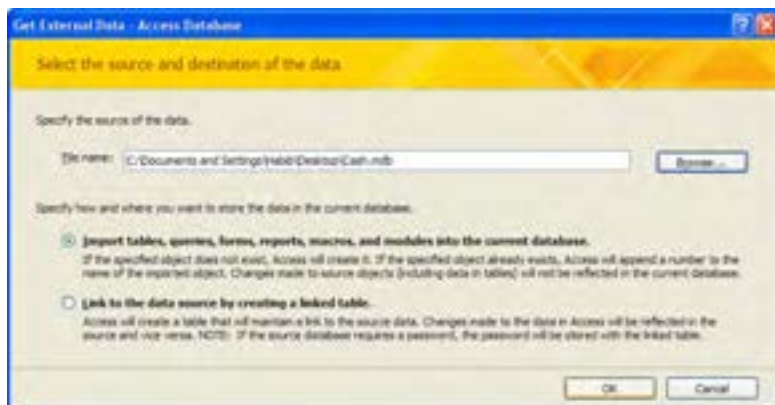 Get External Data - Access Database
Select the source and destination of the data
Specify the source of the data.
File name: C:\Documents and Settings\Habib\Desktop\Cash.mdb
Browse...
Specify how and where you want to store the data in the current database.
Import tables, queries, forms, reports, macros, and modules into the current database.
If the specified object does not exist, Access will create it. If the specified object already exists, Access will append a number to the
name of the imported object. Changes made to source objects (including data in tables) will not be reflected in the current database.
Link to the data source by creating a linked table.
Access will create a table that will maintain a link to the source data. Changes made to the data in Access will be reflected in the
source and vice versa. NOTE: If the source database requires a password, the password will be stored with the linked table.
OK
Cancel